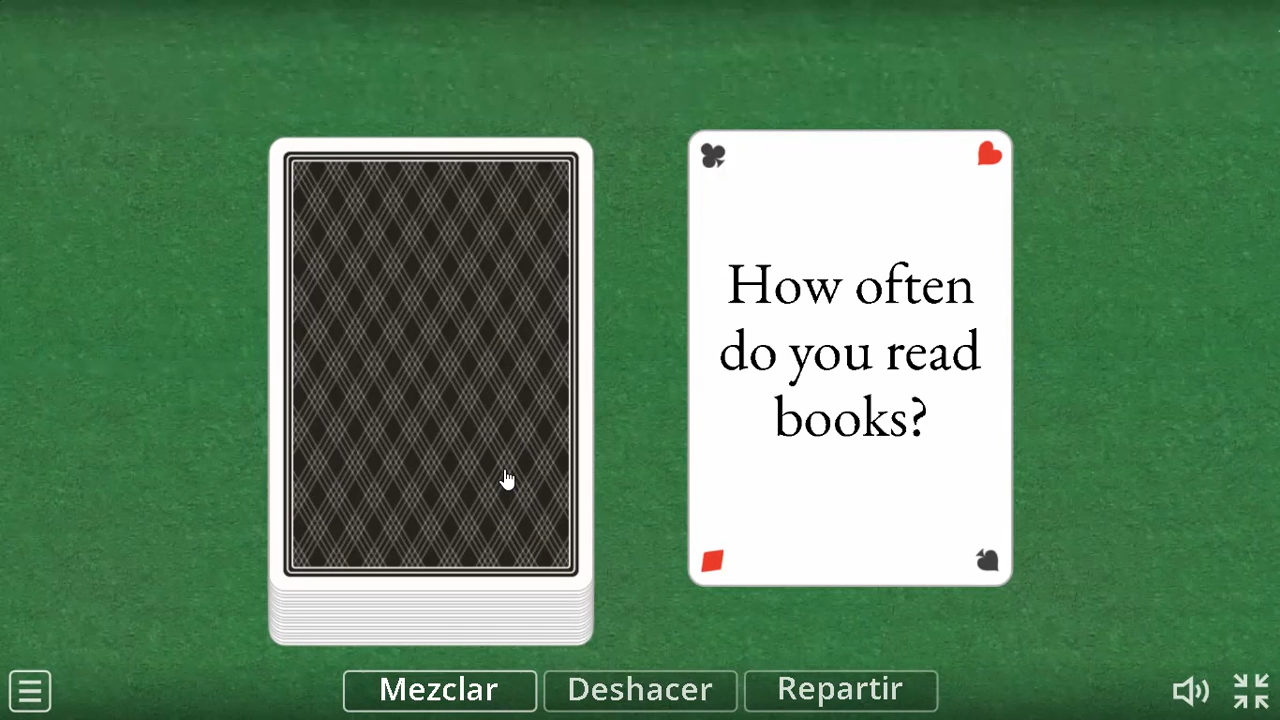 How often
do you read
books?
Mezclar
Deshacer
Repartir